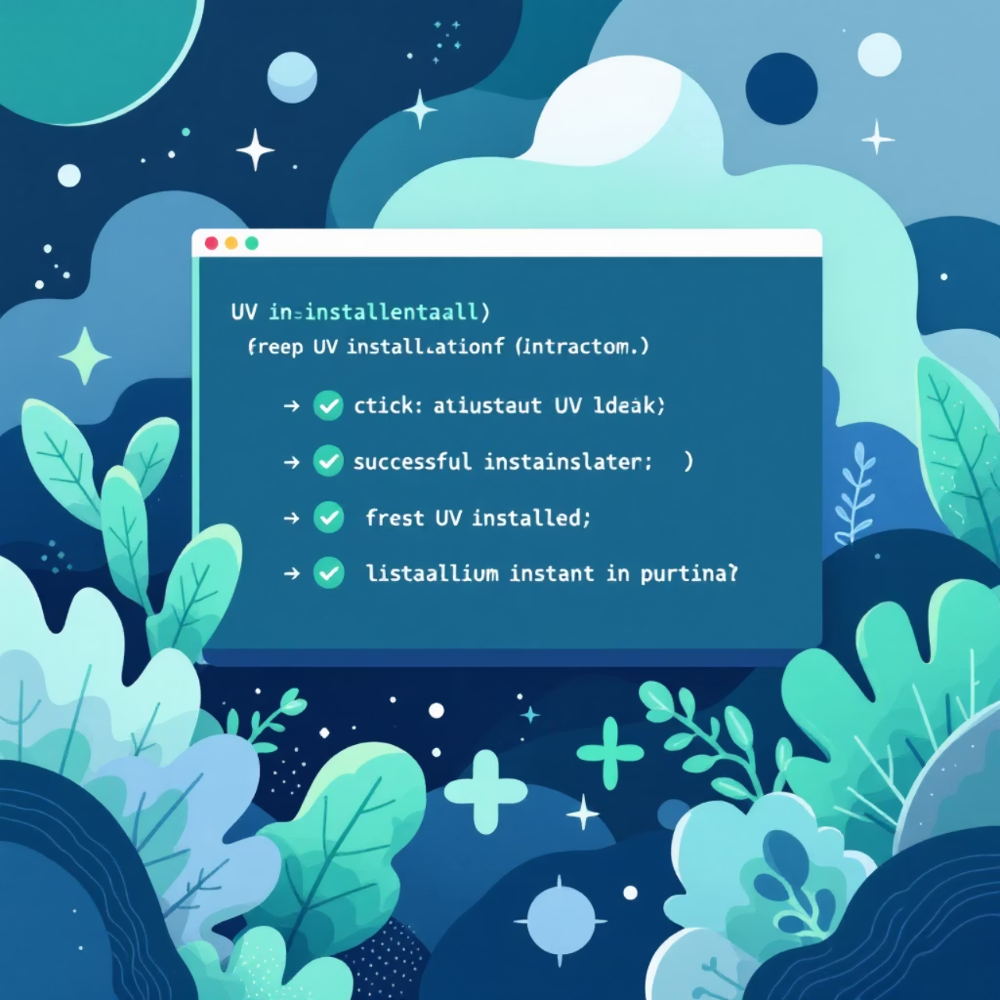 UV in=installentaall)
freep UV install.ationf (intractom.)
→ ctick: atiustaut UV ldeak;
→ successful instainslater; )
→ frest UV installed;
→ listaallium instant in purtina?